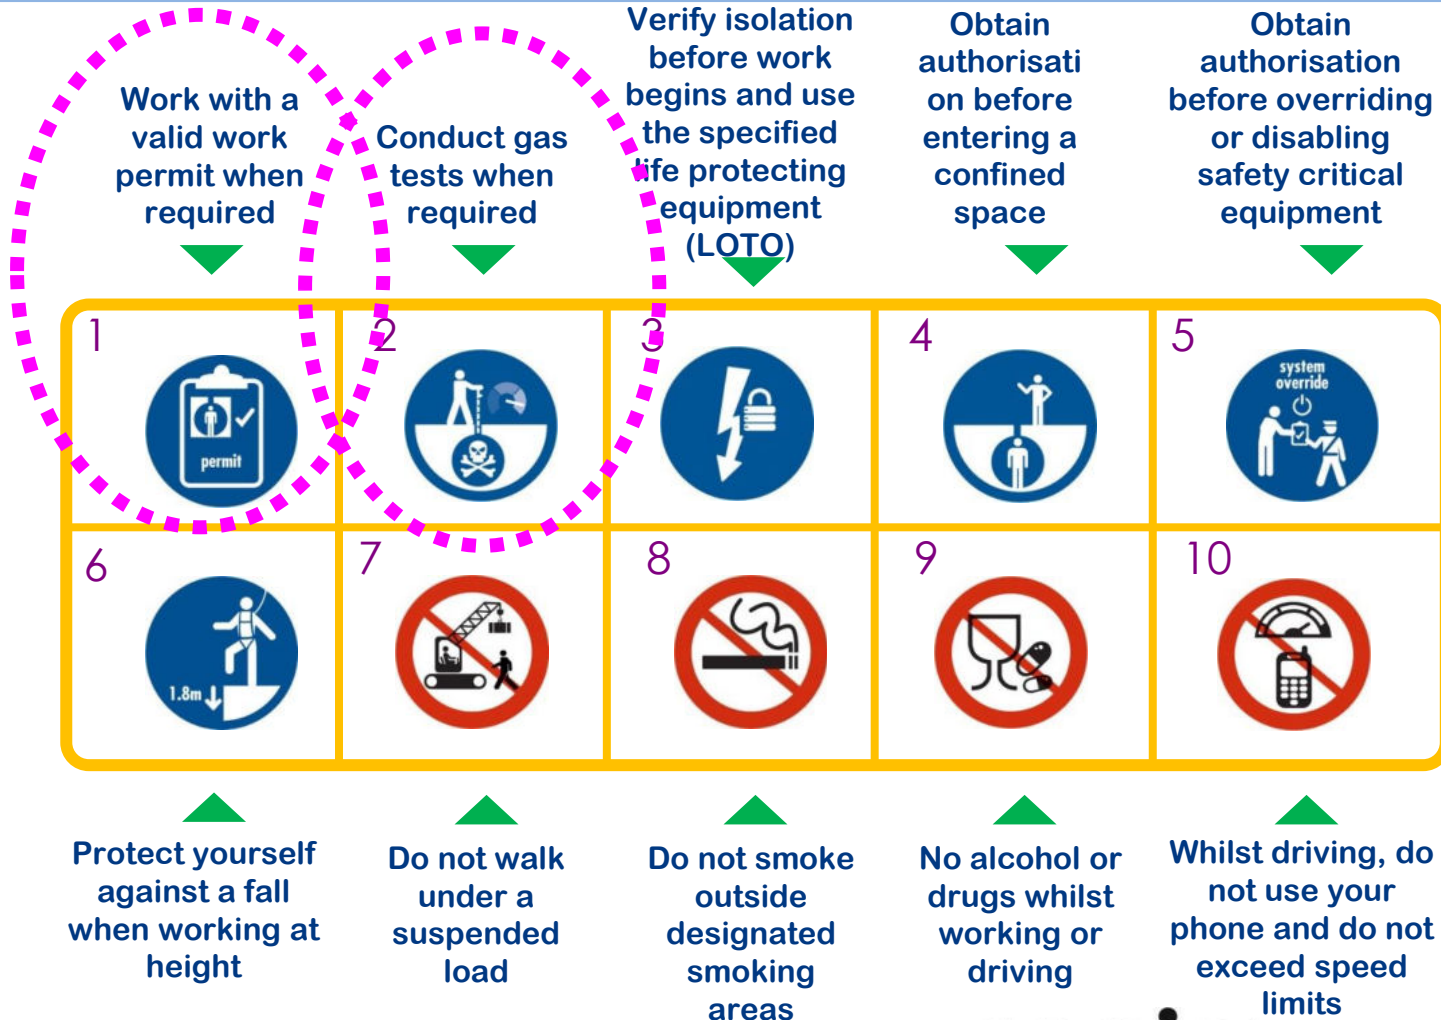 Work with a
valid work
permit when
required
Conduct gas
tests when
required
Verify isolation
before work
begins and use
the specified
life protecting
equipment
(LOTO)
Obtain
authorisati
on before
entering a
confined
space
Obtain
authorisation
before overriding
or disabling
safety critical
equipment
1
permit
2
3
4
5
system
override
6
1.8m
7
8
9
10
Protect yourself
against a fall
when working at
height
Do not walk
under a
suspended
load
Do not smoke
outside
designated
smoking
areas
No alcohol or
drugs whilst
working or
driving
Whilst driving, do
not use your
phone and do not
exceed speed
limits